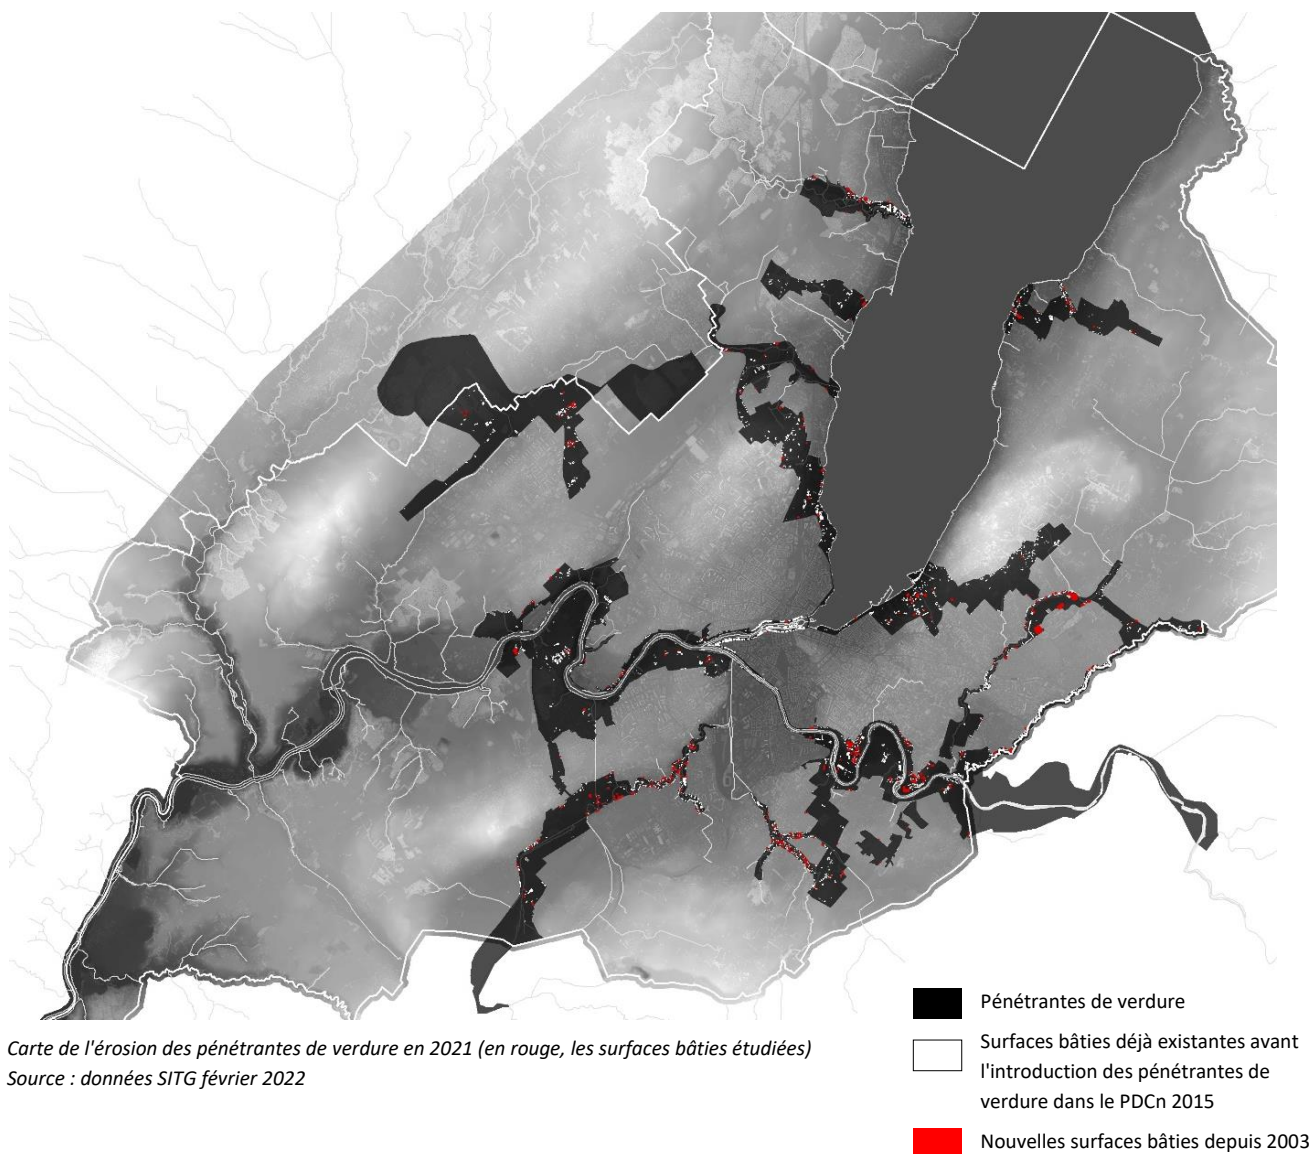 Carte de l'érosion des pénétrantes de verdure en 2021 (en rouge, les surfaces bâties étudiées)
Source : données SITG février 2022
Pénétrantes de verdure
Surfaces bâties déjà existantes avant
l'introduction des pénétrantes de
verdure dans le PDCn 2015
Nouvelles surfaces bâties depuis 2003